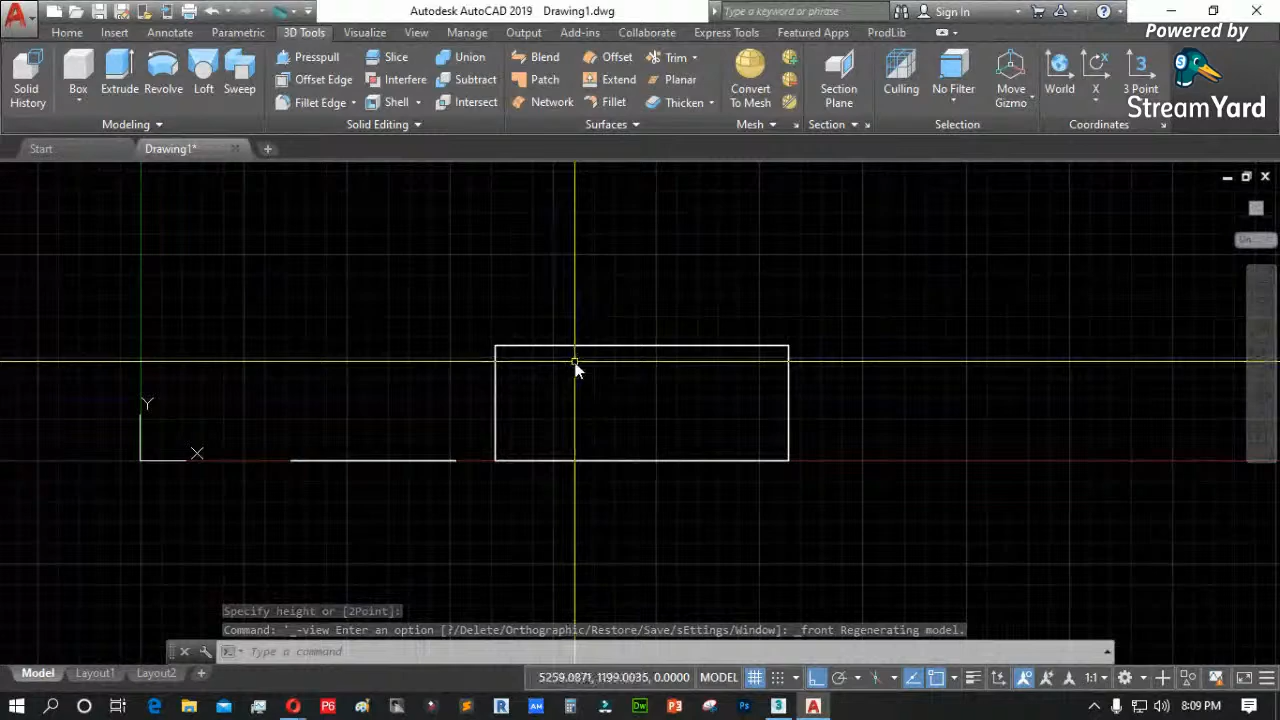 Autodesk AutoCAD 2019 Drawing1.dwg
Type a keyword or phrase
Sign In
Powered by
StreamYard
Home Insert Annotate Parametric 3D Tools Visualize View Manage Output Add-ins Collaborate Express Tools Featured Apps ProdLib
Solid History
Box
Extrude
Revolve
Loft
Sweep
Modeling
Presspull
Offset Edge
Fillet Edge
Slice
Interfere
Shell
Union
Subtract
Intersect
Solid Editing
Blend
Patch
Network
Offset
Extend
Fillet
Trim
Planar
Thicken
Surfaces
Convert To Mesh
Mesh
Section Plane
Section
Culling
No Filter
Move Gizmo
Selection
World
X
3 Point
Coordinates
Start
Drawing1*
Un...
Y
X
Specify height or [2Point]:
Command: '_-view Enter an option [?/Delete/Orthographic/Restore/Save/sEttings/Window]: _front Regenerating model.
Type a command
Model Layout1 Layout2
5259.0871, 1199.0035, 0.0000 MODEL
1:1
8:09 PM